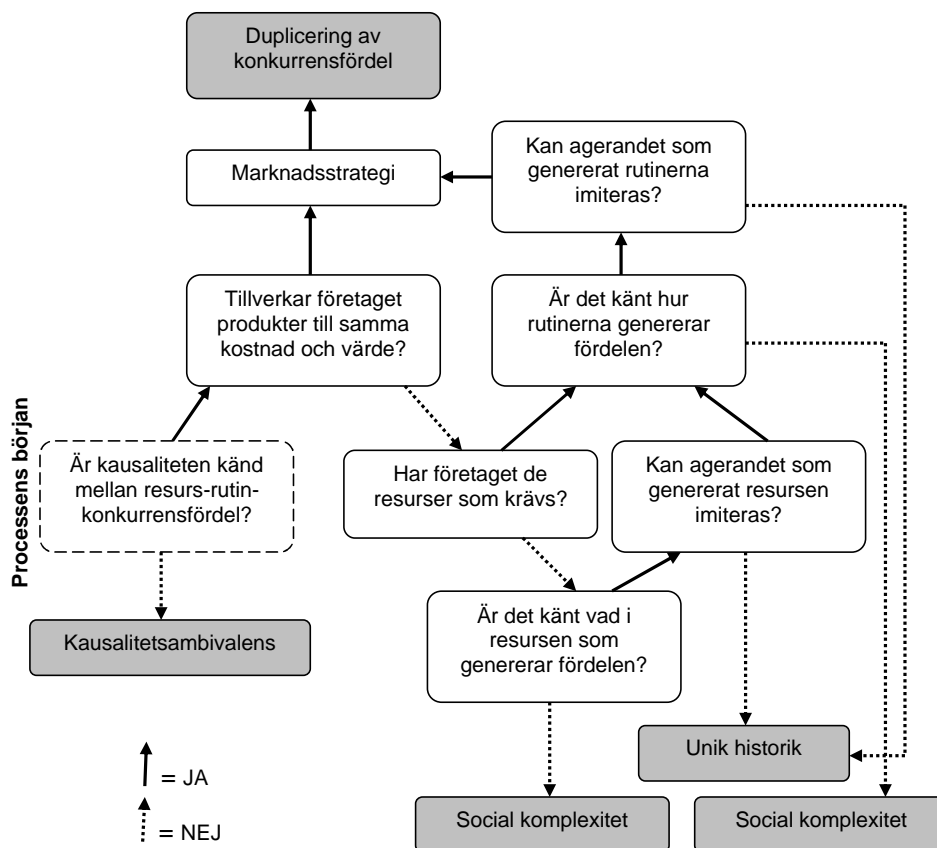 Duplicering av
konkurrensfördel
Marknadsstrategi
Kan agerandet som
genererat rutinerna
imiteras?
Tillverkar företaget
produkter till samma
kostnad och värde?
Är det känt hur
rutinerna genererar
fördelen?
Processens början
Är kausaliteten känd
mellan resurs-rutin-
konkurrensfördel?
Har företaget de
resurser som krävs?
Kan agerandet som
genererat resursen
imiteras?
Kausalitetsambivalens
Är det känt vad i
resursen som
genererar fördelen?
Unik historik
= JA
= NEJ
Social komplexitet
Social komplexitet